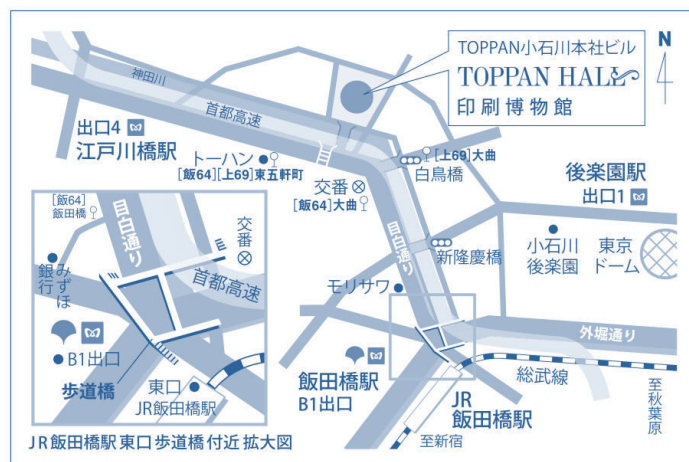 TOPPAN小石川本社ビル
TOPPAN HALL
印刷博物館
N
神田川
首都高速
出口4
江戸川橋駅
トーハン
[飯64][上69]東五軒町
[上69]大曲
白鳥橋
交番
[飯64]大曲
後楽園駅
出口1
目白通り
新隆慶橋
小石川
後楽園
東京
ドーム
モリサワ
外堀通り
飯田橋駅
B1出口
JR
飯田橋駅
総武線
至秋葉原
至新宿
[飯64]
飯田橋
目白通り
交番
首都高速
みずほ
銀行
B1出口
歩道橋
東口
JR飯田橋駅
JR飯田橋駅東口歩道橋付近 拡大図